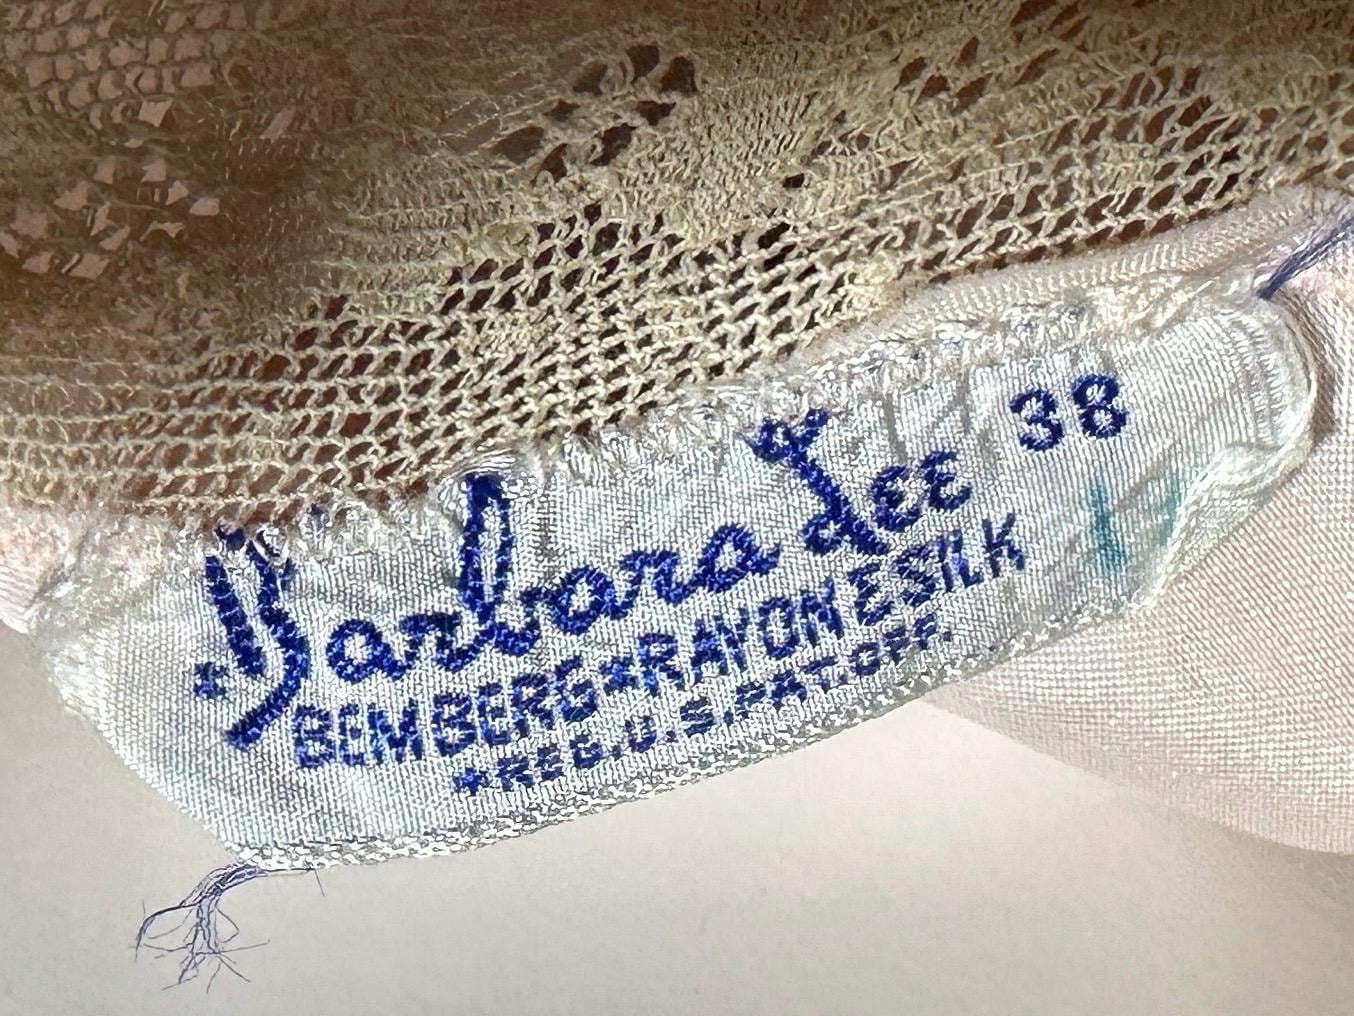 Barbara Lee 38
BEMBERG*RAYON E SILK
*REG.U.S.PAT.OFF.